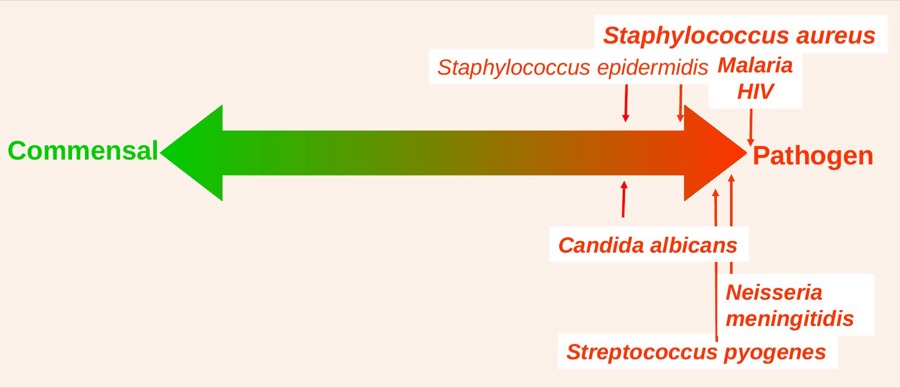 Staphylococcus aureus
Staphylococcus epidermidis
Malaria
HIV
Commensal
Pathogen
Candida albicans
Neisseria
meningitidis
Streptococcus pyogenes